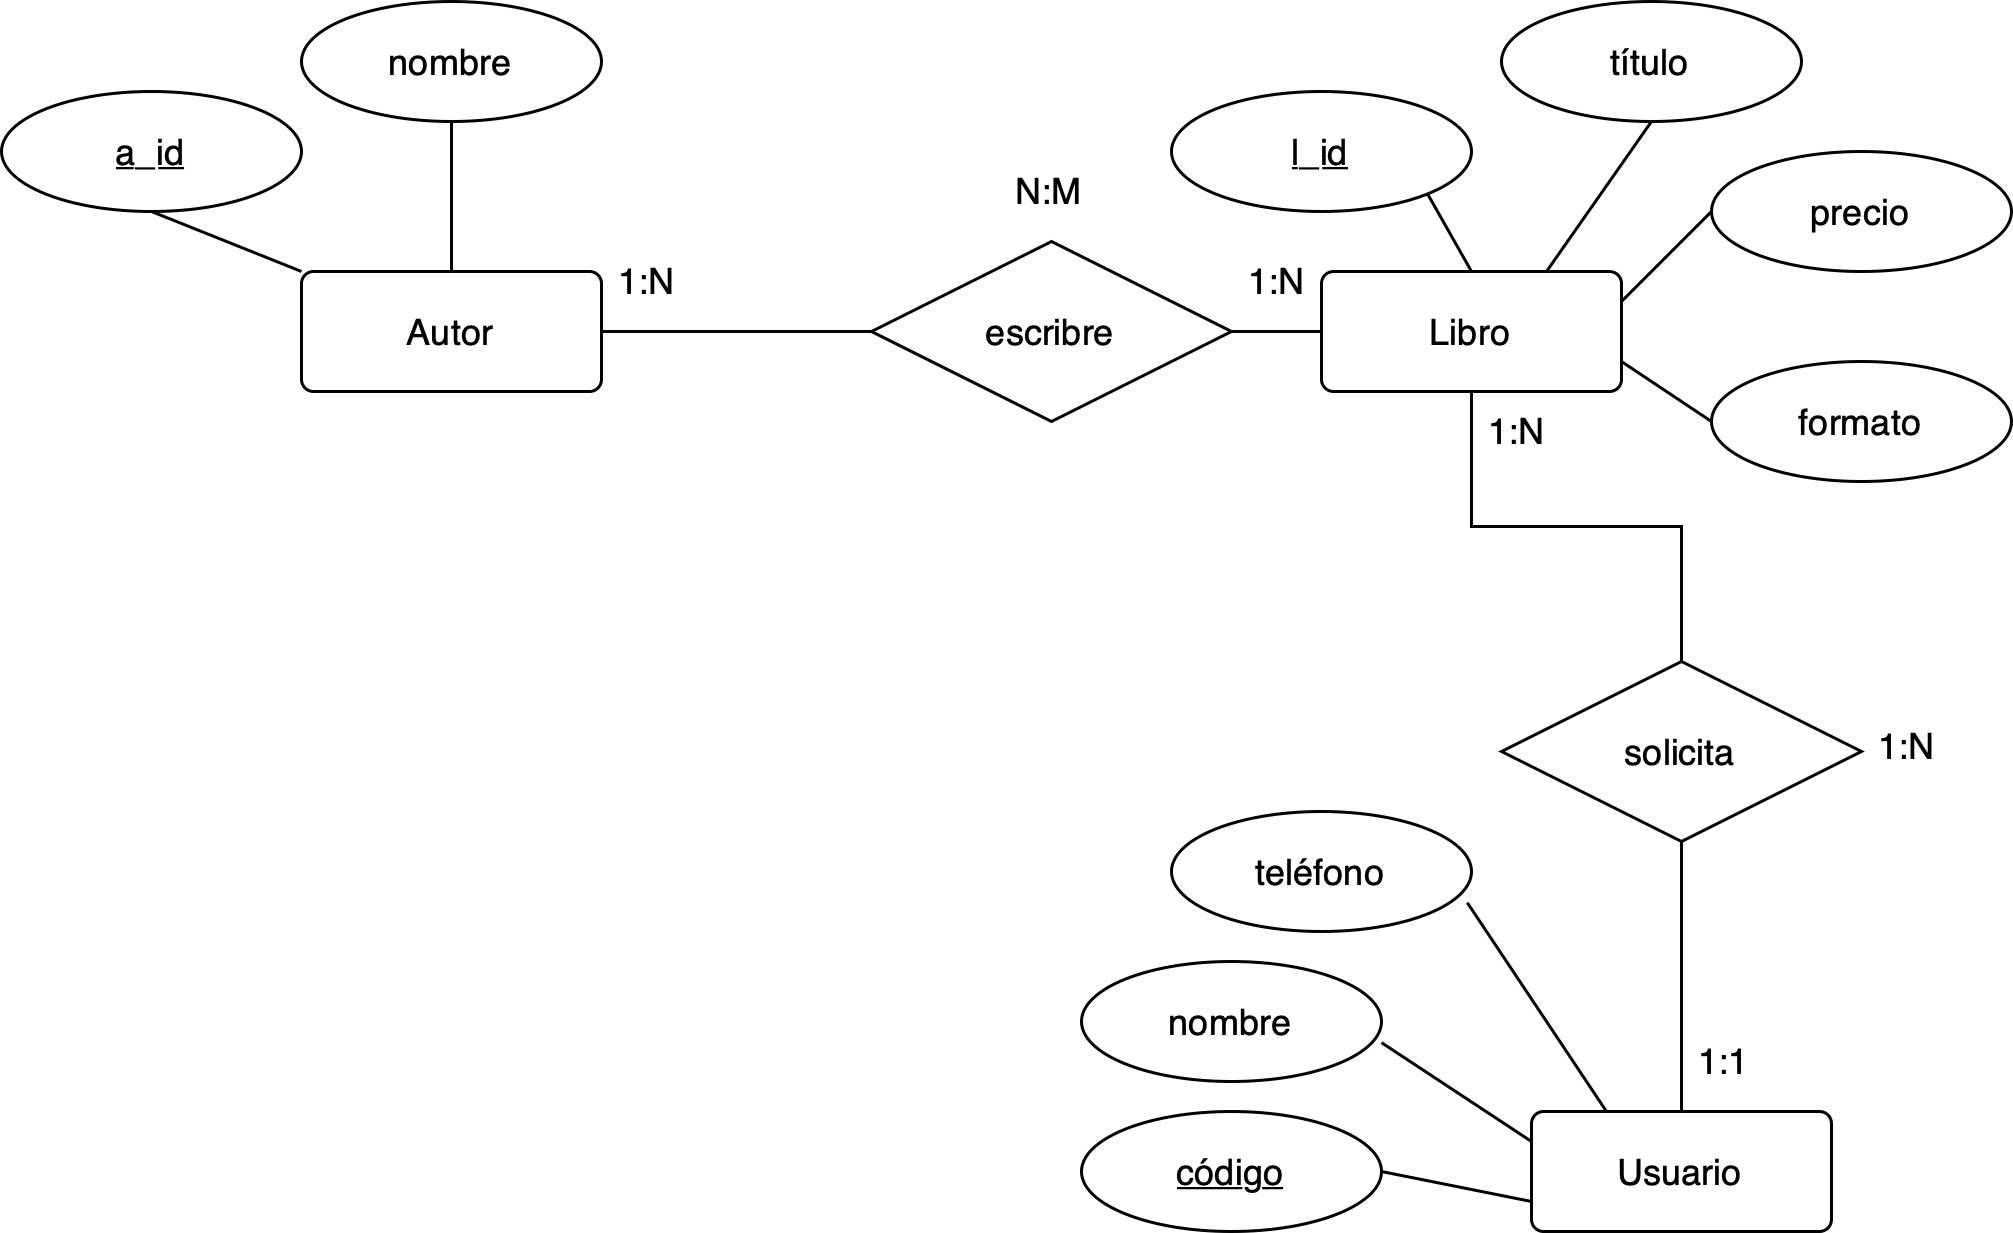 nombre
título
a_id
l_id
N:M
precio
1:N
1:N
Autor
escribre
Libro
formato
1:N
solicita
1:N
teléfono
nombre
1:1
código
Usuario